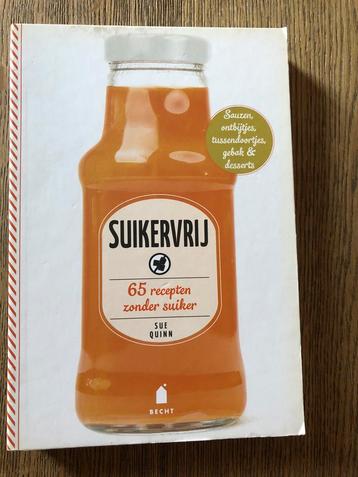 Sauzen,
ontbijtjes,
tussendoortjes,
gebak &
desserts
SUIKERVRIJ
65 recepten
zonder suiker
SUE
QUINN
BECHT